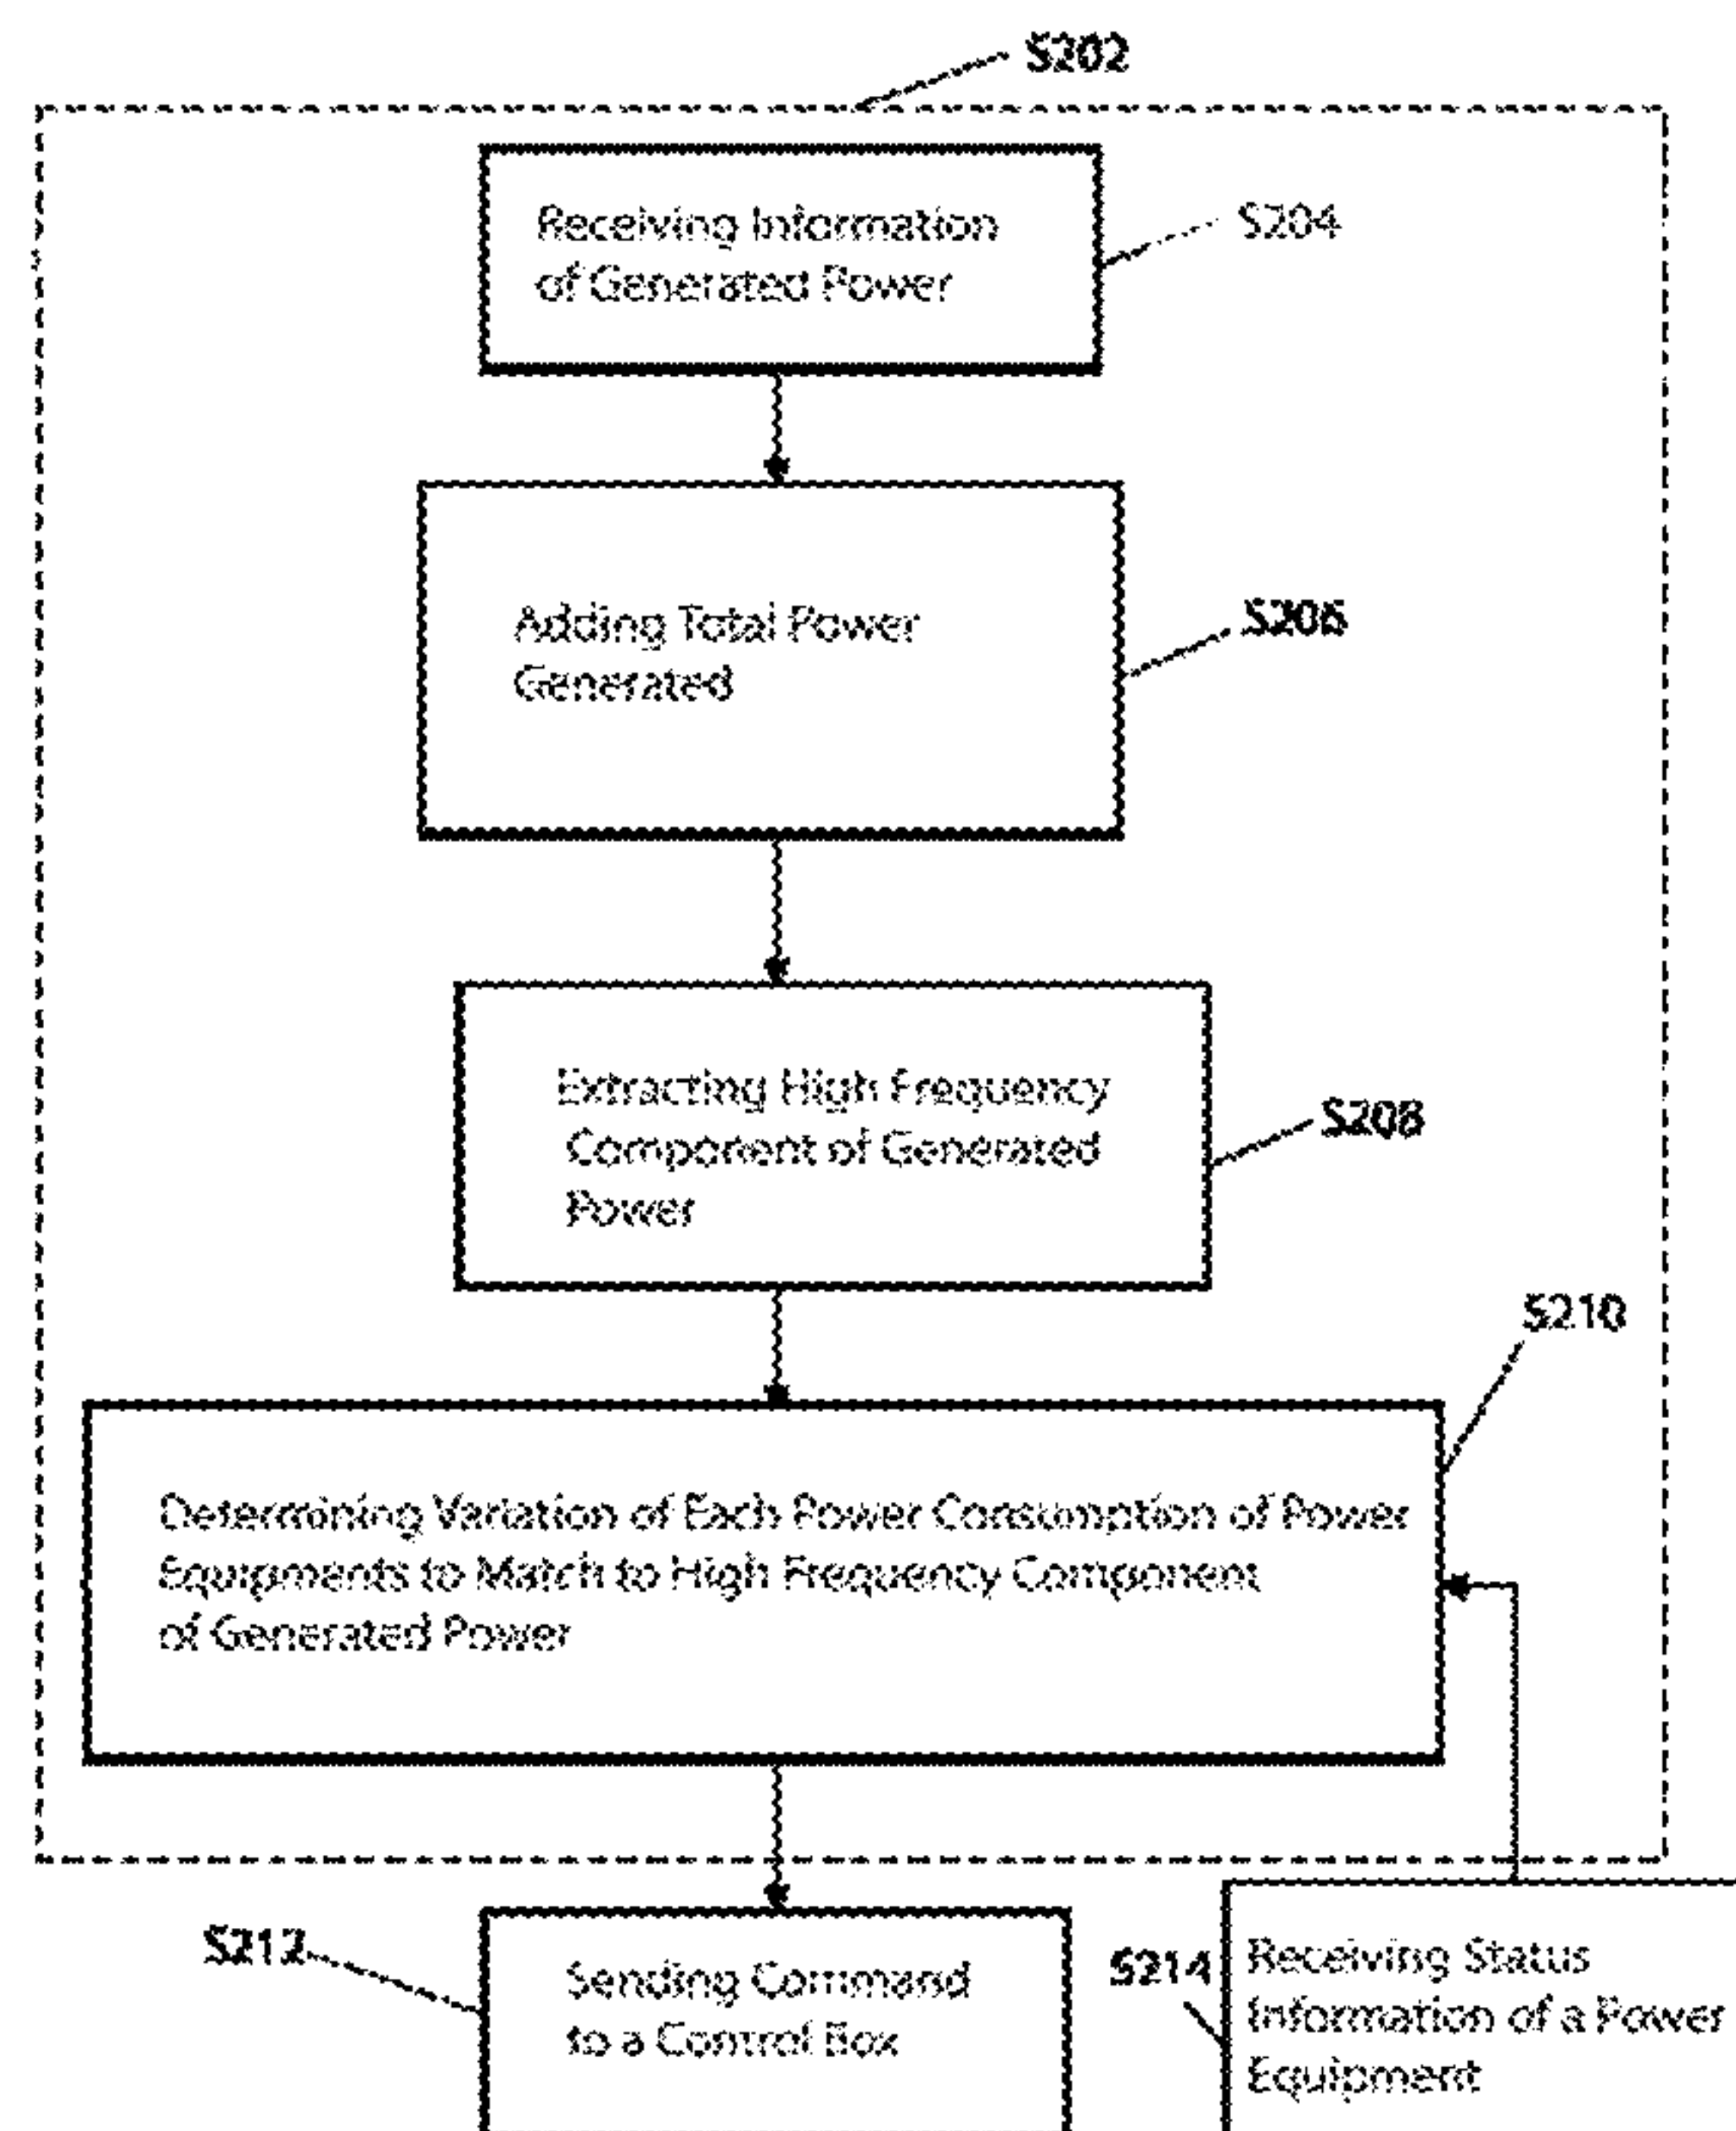 S202
Receiving Information
of Generated Power
S204
Adding Total Power
Generated
S206
Extracting High Frequency
Component of Generated
Power
S208
S210
Determining Variation of Each Power Consumption of Power
Equipments to Match to High Frequency Component
of Generated Power
S212
Sending Command
to a Control Box
S214
Receiving Status
Information of a Power
Equipment